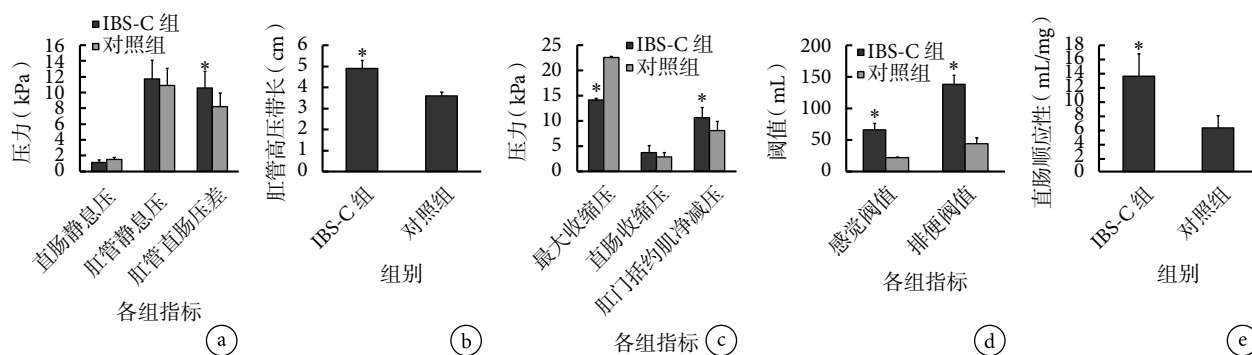 IBS-C 组
对照组
压力（kPa）
16
14
12
10
8
6
4
2
0
*
直肠静息压
肛管静息压
肛管直肠压差
各组指标
a
肛管高压带长（cm）
6
5
4
3
2
1
0
*
IBS-C 组
对照组
组别
b
IBS-C 组
对照组
压力（kPa）
25
20
15
10
5
0
*
*
最大收缩压
直肠收缩压
肛门括约肌净减压
各组指标
c
IBS-C 组
对照组
阈值（mL）
200
150
100
50
0
*
*
感觉阈值
排便阈值
各组指标
d
直肠顺应性（mL/mg）
18
16
14
12
10
8
6
4
2
0
*
IBS-C 组
对照组
组别
e